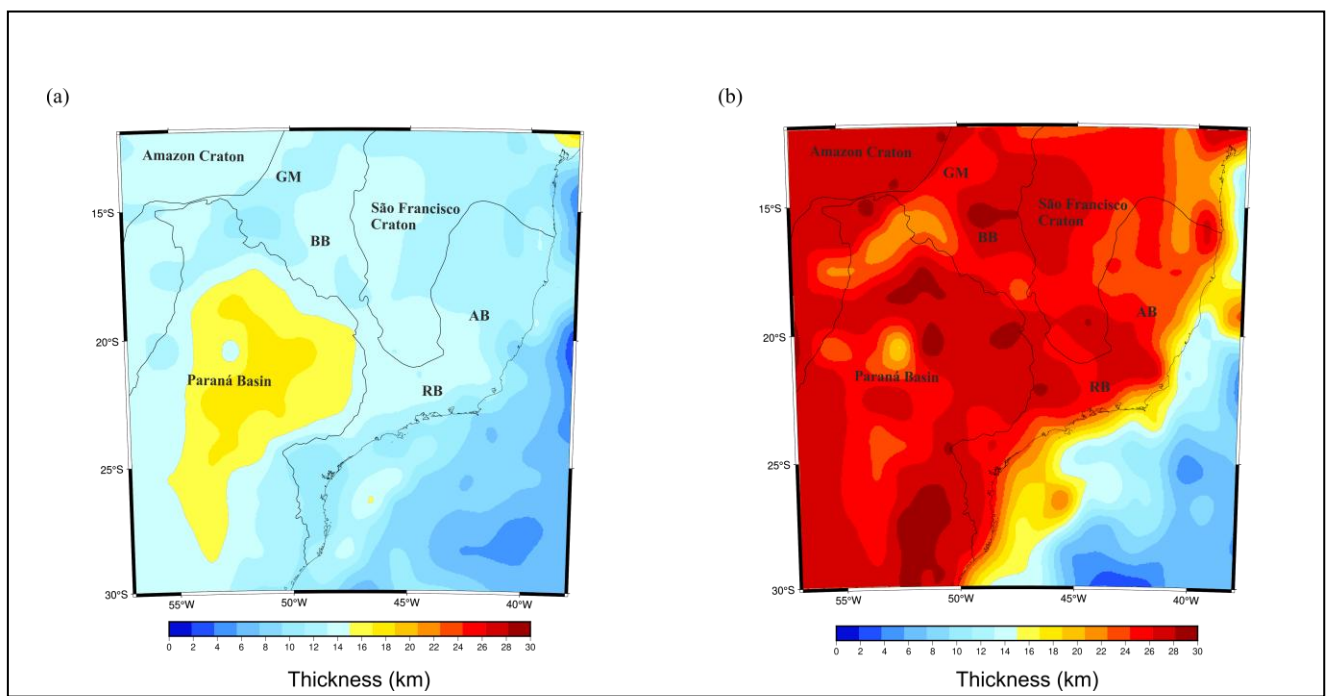 (a)
Amazon Craton
GM
São Francisco
Craton
BB
AB
Paraná Basin
RB
15°S
20°S
25°S
30°S
55°W
50°W
45°W
40°W
0 2 4 6 8 10 12 14 16 18 20 22 24 26 28 30
Thickness (km)
(b)
Amazon Craton
GM
São Francisco
Craton
BB
AB
Paraná Basin
RB
15°S
20°S
25°S
30°S
55°W
50°W
45°W
40°W
0 2 4 6 8 10 12 14 16 18 20 22 24 26 28 30
Thickness (km)